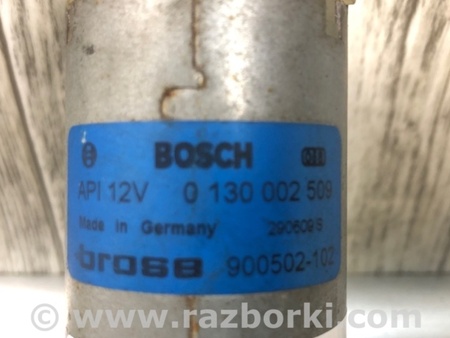 BOSCH
API 12V 0 130 002 509
Made in Germany 290609 S
brose 900502-102
© www.razborki.com